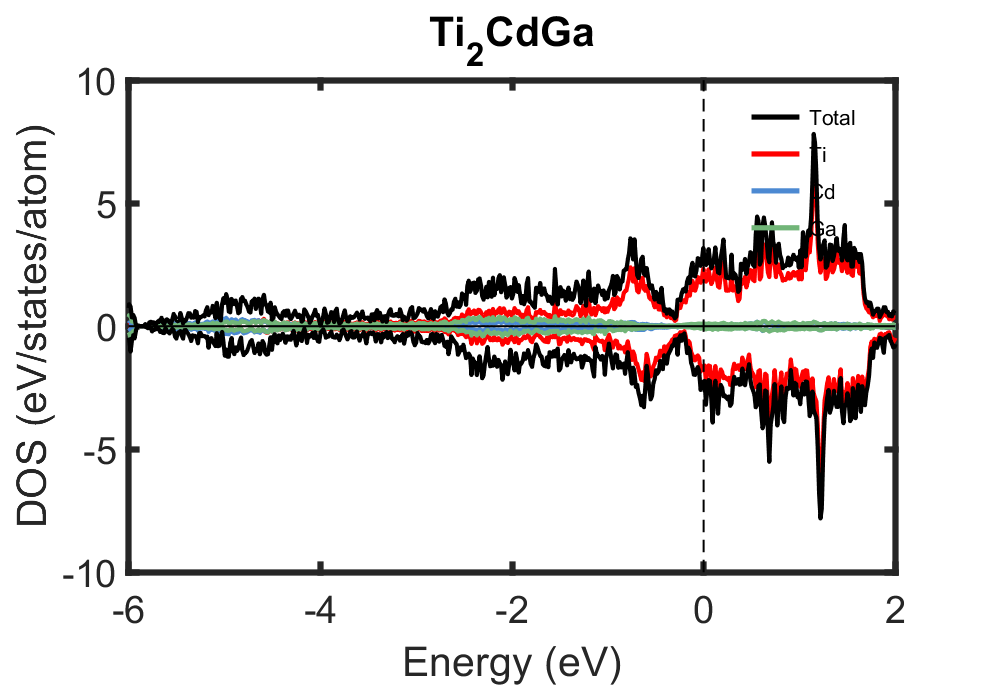 Ti2CdGa
DOS (eV/states/atom)
10
5
0
-5
-10
Total
Ti
Cd
Ga
-6 -4 -2 0 2
Energy (eV)